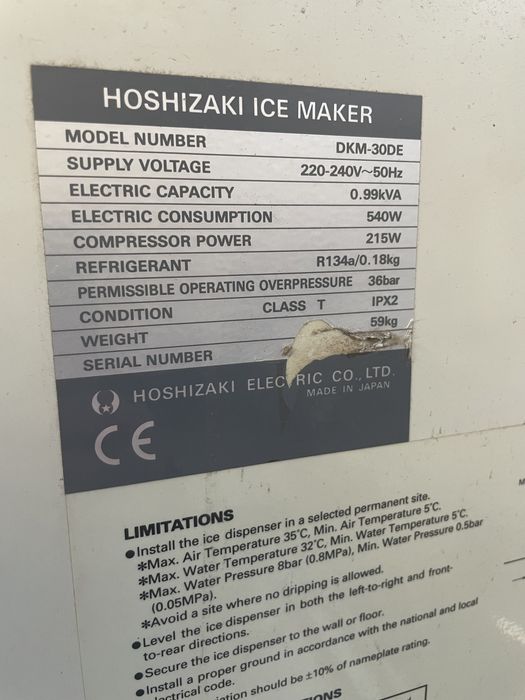 HOSHIZAKI ICE MAKER
MODEL NUMBER DKM-30DE
SUPPLY VOLTAGE 220-240V~50Hz
ELECTRIC CAPACITY 0.99kVA
ELECTRIC CONSUMPTION 540W
COMPRESSOR POWER 215W
REFRIGERANT R134a/0.18kg
PERMISSIBLE OPERATING OVERPRESSURE 36bar
CONDITION CLASS T IPX2
WEIGHT 59kg
SERIAL NUMBER
HOSHIZAKI ELECTRIC CO., LTD.
MADE IN JAPAN
CE
LIMITATIONS
●Install the ice dispenser in a selected permanent site.
*Max. Air Temperature 35℃, Min. Air Temperature 5℃.
*Max. Water Temperature 32℃, Min. Water Temperature 5℃.
*Max. Water Pressure 8bar (0.8MPa), Min. Water Pressure 0.5bar
(0.05MPa).
*Avoid a site where no dripping is allowed.
●Level the ice dispenser in both the left-to-right and front-
to-rear directions.
●Secure the ice dispenser to the wall or floor.
●Install a proper ground in accordance with the national and local
electrical code.
should be ±10% of nameplate rating.